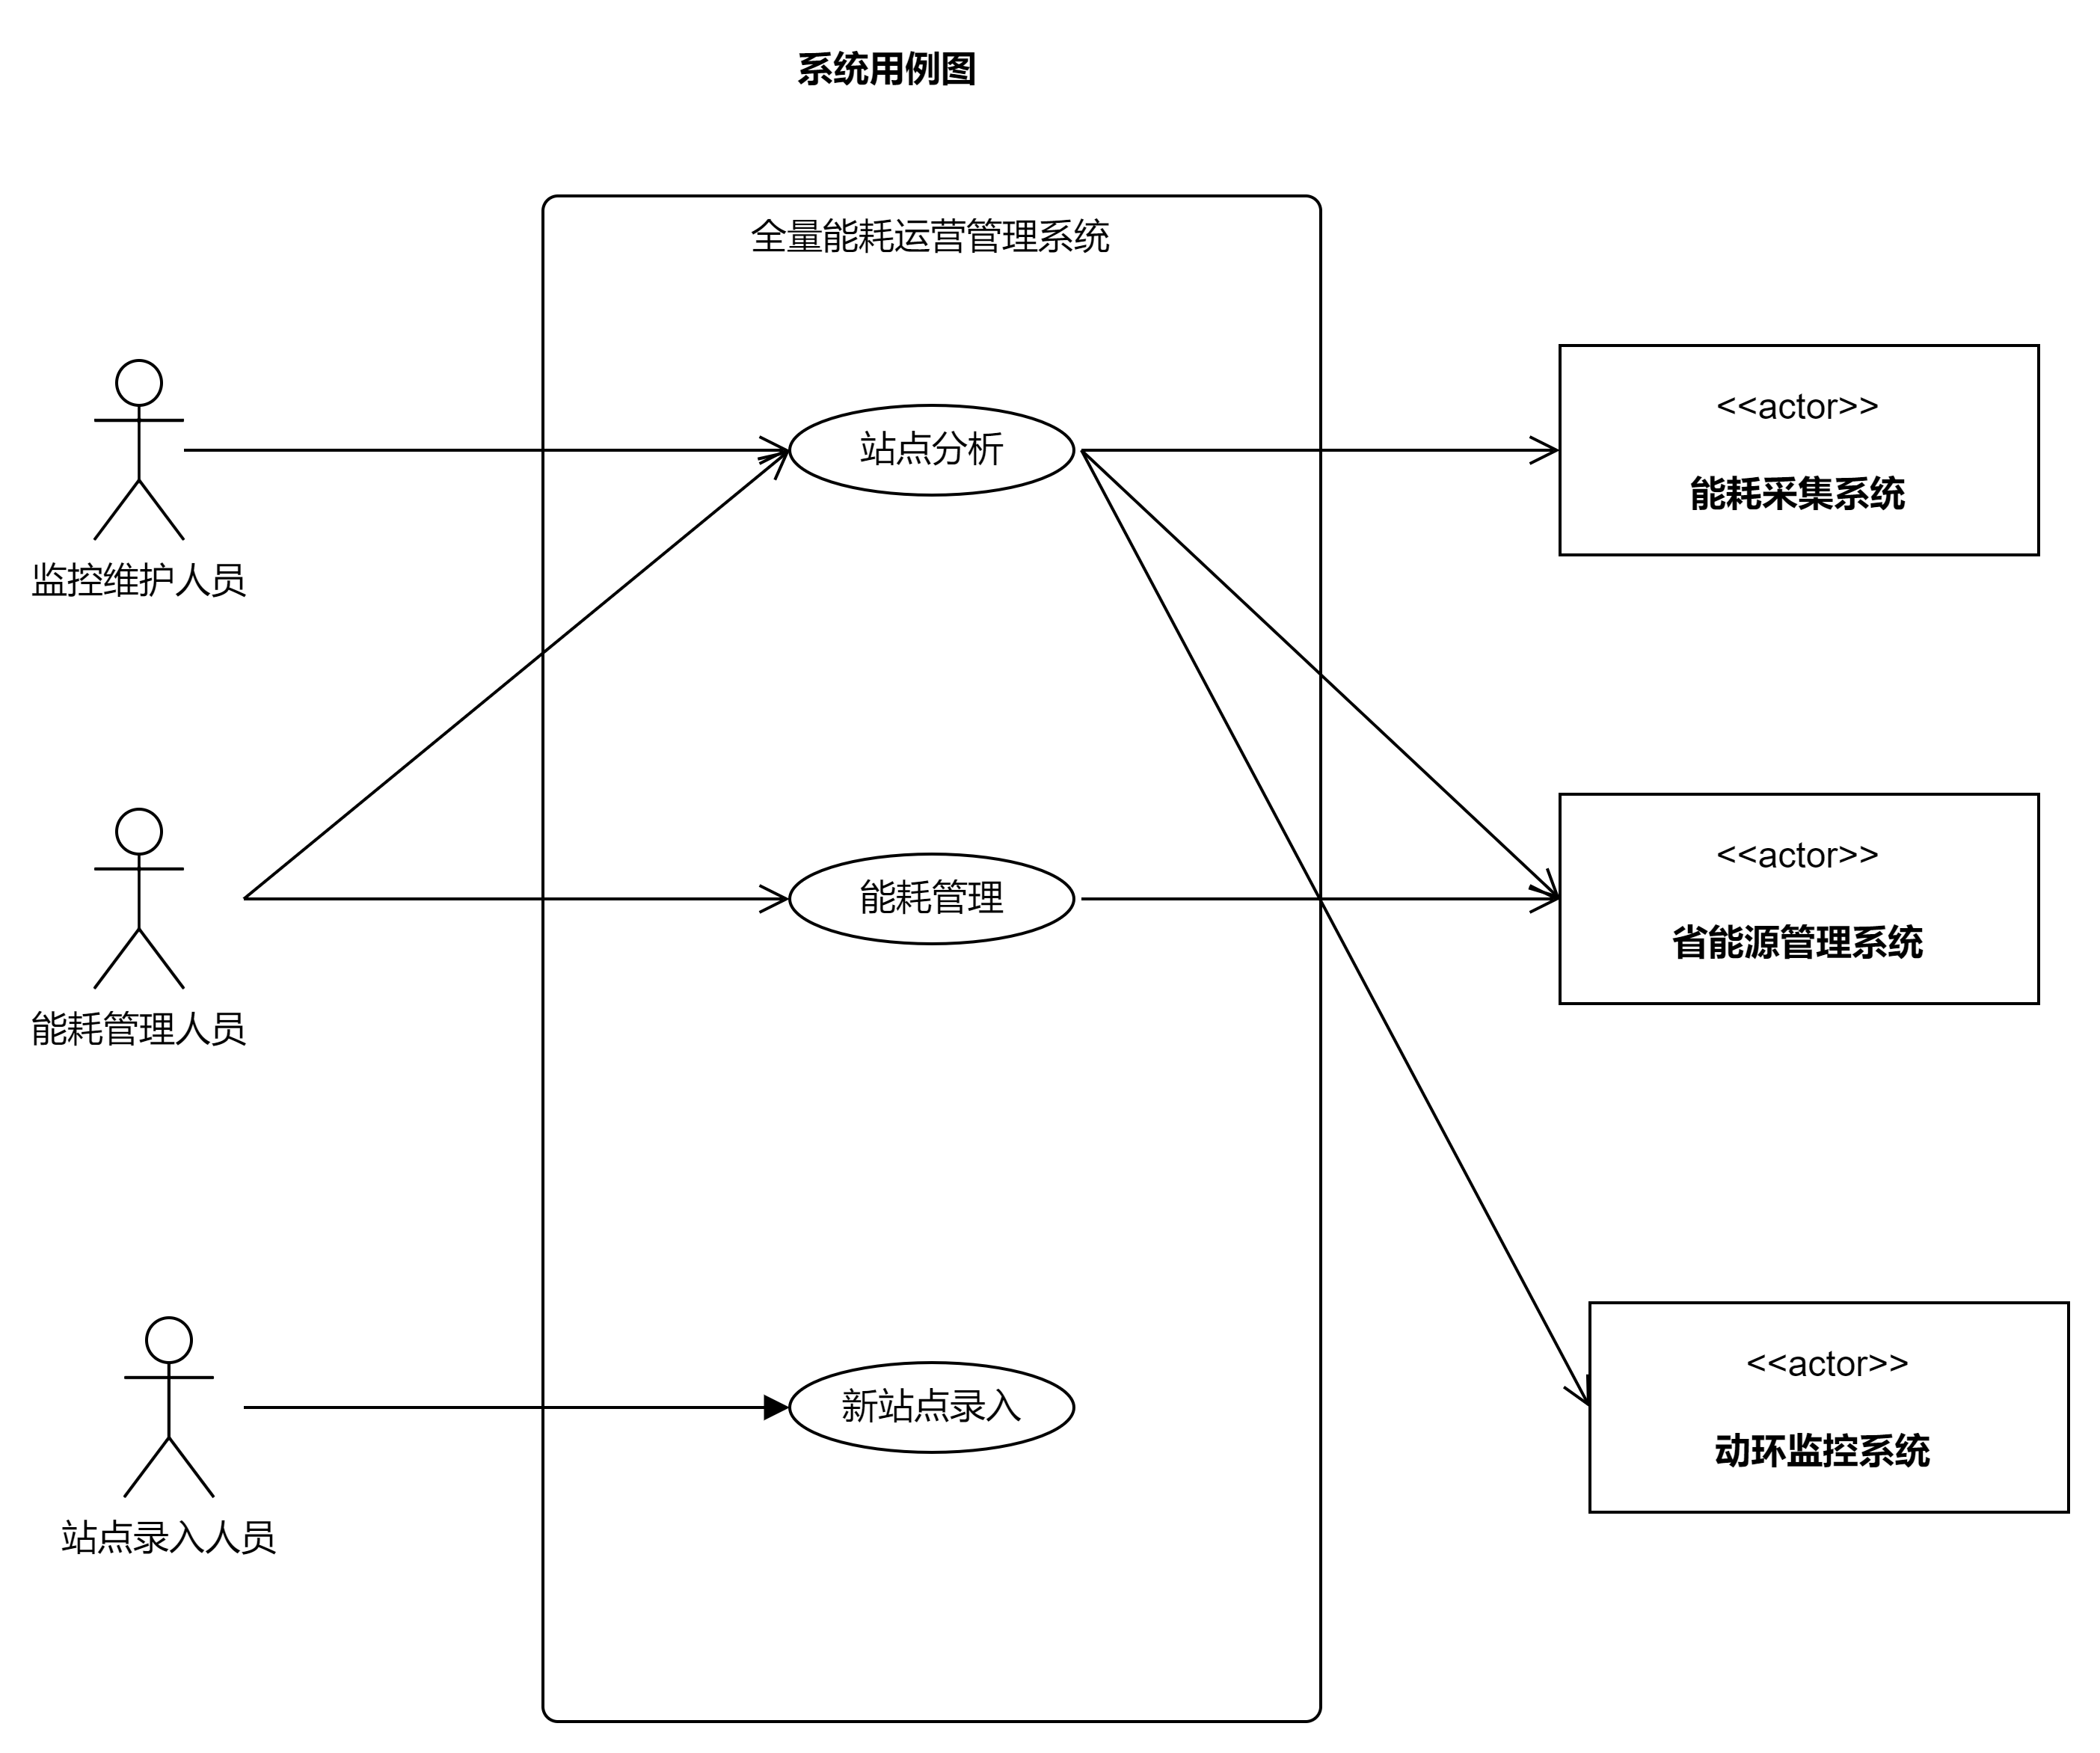 系统用例图
全量能耗运营管理系统
监控维护人员
站点分析
<<actor>>
能耗采集系统
能耗管理人员
能耗管理
<<actor>>
省能源管理系统
站点录入人员
新站点录入
<<actor>>
动环监控系统